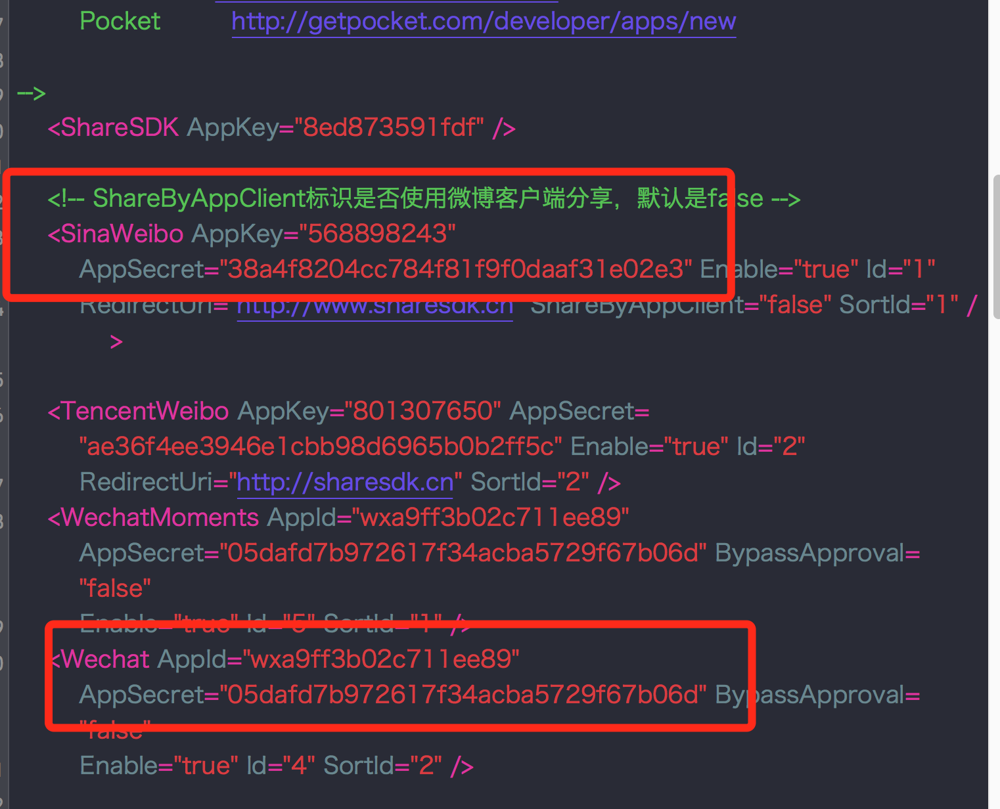 Pocket http://getpocket.com/developer/apps/new
-->
<ShareSDK AppKey="8ed873591fdf" />
<!-- ShareByAppClient标识是否使用微博客户端分享，默认是false -->
<SinaWeibo AppKey="568898243"
AppSecret="38a4f8204cc784f81f9f0daaf31e02e3" Enable="true" Id="1"
RedirectUri="http://www.sharesdk.cn" ShareByAppClient="false" SortId="1" /
>
<TencentWeibo AppKey="801307650" AppSecret=
"ae36f4ee3946e1cbb98d6965b0b2ff5c" Enable="true" Id="2"
RedirectUri="http://sharesdk.cn" SortId="2" />
<WechatMoments AppId="wxa9ff3b02c711ee89"
AppSecret="05dafd7b972617f34acba5729f67b06d" BypassApproval=
"false"
Enable="true" Id="5" SortId="1" />
<Wechat AppId="wxa9ff3b02c711ee89"
AppSecret="05dafd7b972617f34acba5729f67b06d" BypassApproval=
"false"
Enable="true" Id="4" SortId="2" />